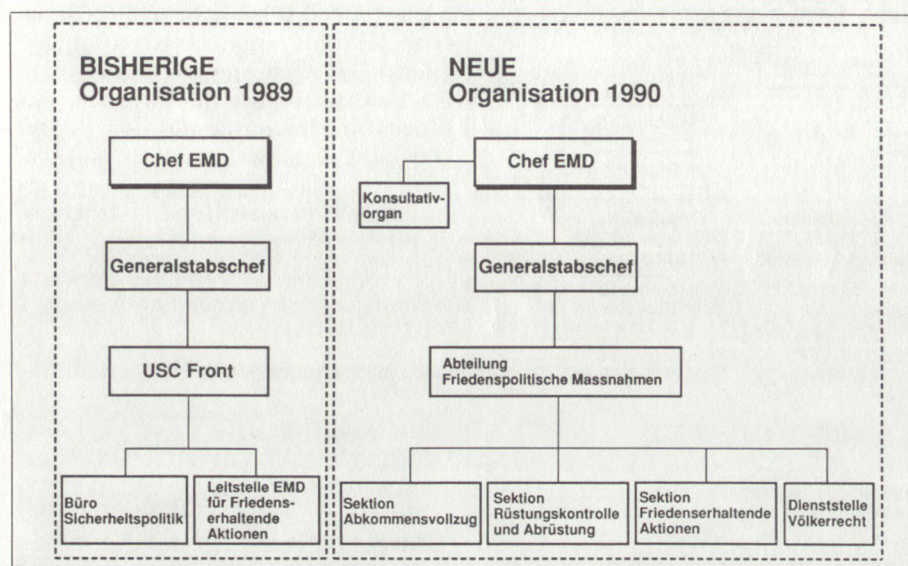 BISHERIGE
Organisation 1989
Chef EMD
Generalstabschef
USC Front
Büro
Sicherheitspolitik
Leitstelle EMD
für Friedens-
erhaltende
Aktionen
NEUE
Organisation 1990
Chef EMD
Konsultativ-
organ
Generalstabschef
Abteilung
Friedenspolitische Massnahmen
Sektion
Abkommensvollzug
Sektion
Rüstungskontrolle
und Abrüstung
Sektion
Friedenserhaltende
Aktionen
Dienststelle
Völkerrecht